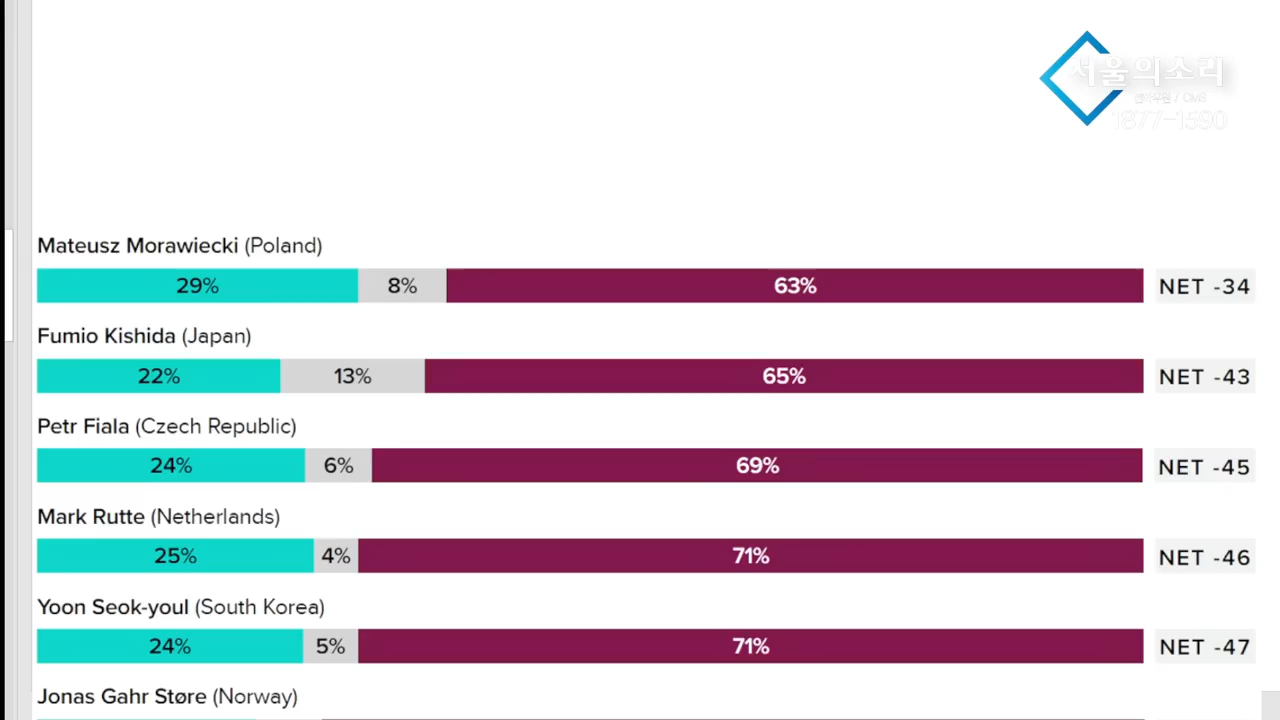 서울의소리
1877-1590
Mateusz Morawiecki (Poland)
29% 8% 63% NET -34
Fumio Kishida (Japan)
22% 13% 65% NET -43
Petr Fiala (Czech Republic)
24% 6% 69% NET -45
Mark Rutte (Netherlands)
25% 4% 71% NET -46
Yoon Seok-youl (South Korea)
24% 5% 71% NET -47
Jonas Gahr Støre (Norway)